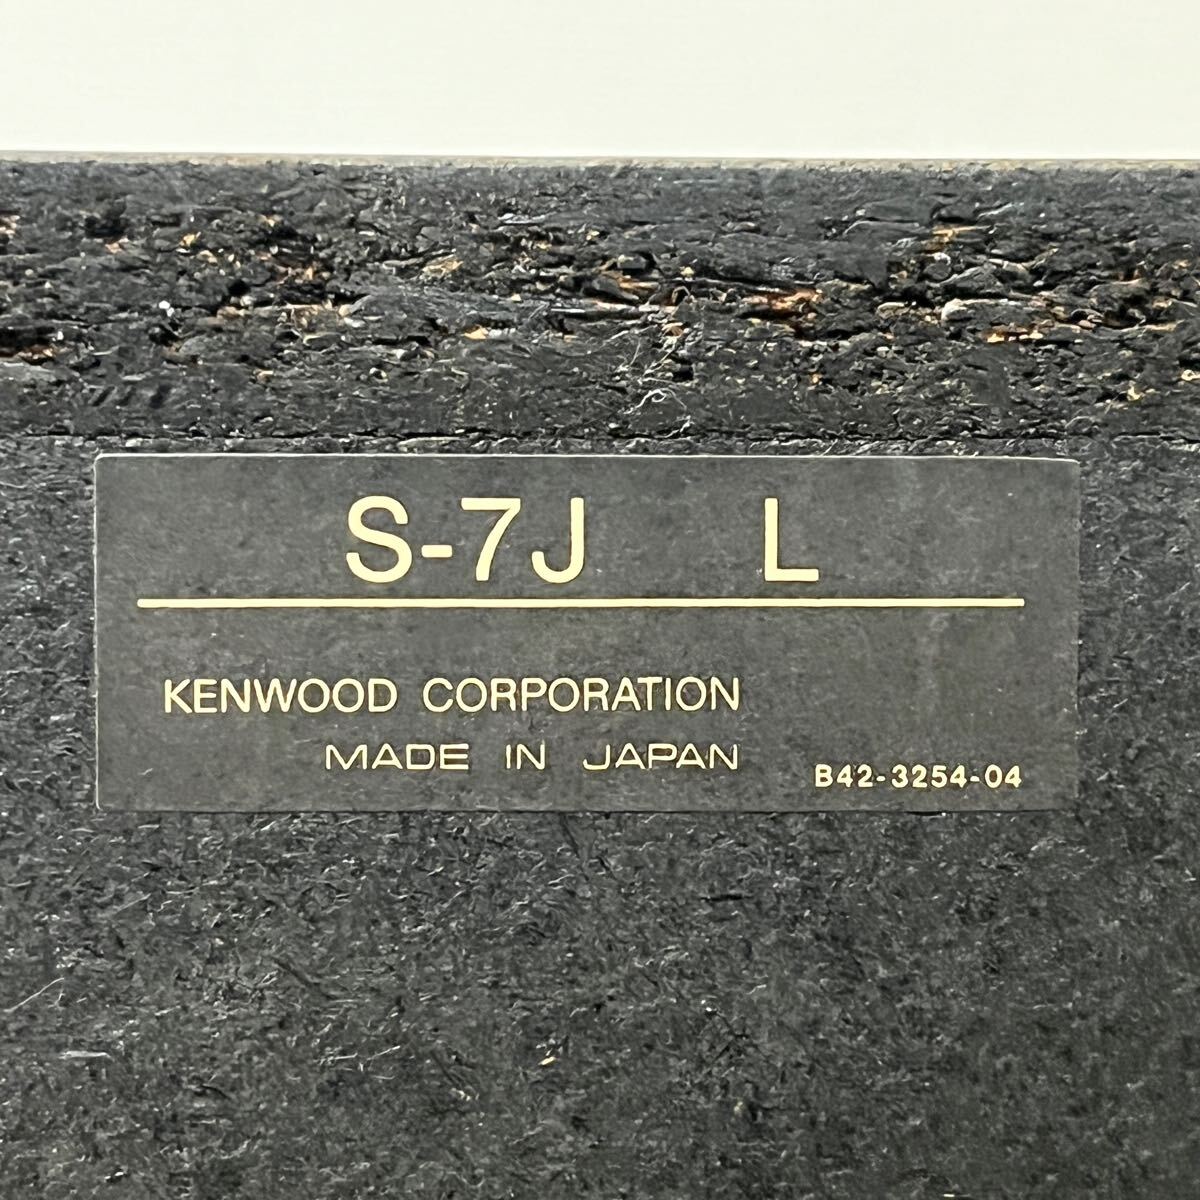 S-7J L
KENWOOD CORPORATION
MADE IN JAPAN
B42-3254-04